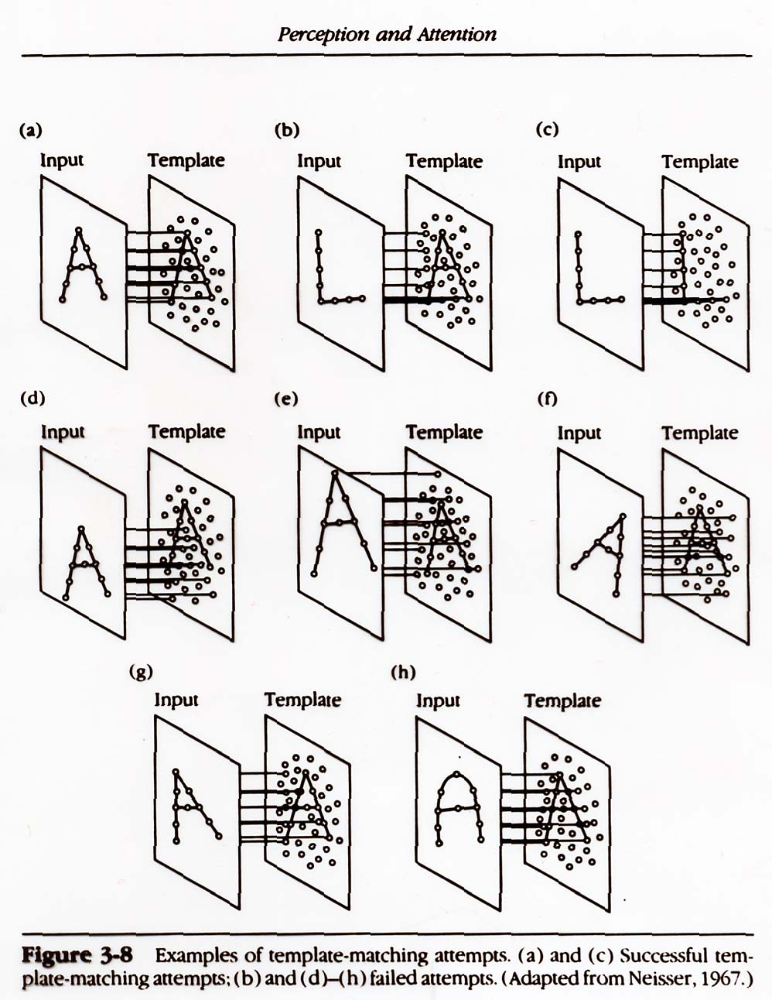 Perception and Attention
(a)
(b)
(c)
Input Template
Input Template
Input Template
(d)
(e)
(f)
Input Template
Input Template
Input Template
(g)
(h)
Input Template
Input Template
Figure 3-8 Examples of template-matching attempts. (a) and (c) Successful tem-
plate-matching attempts; (b) and (d)–(h) failed attempts. (Adapted from Neisser, 1967.)